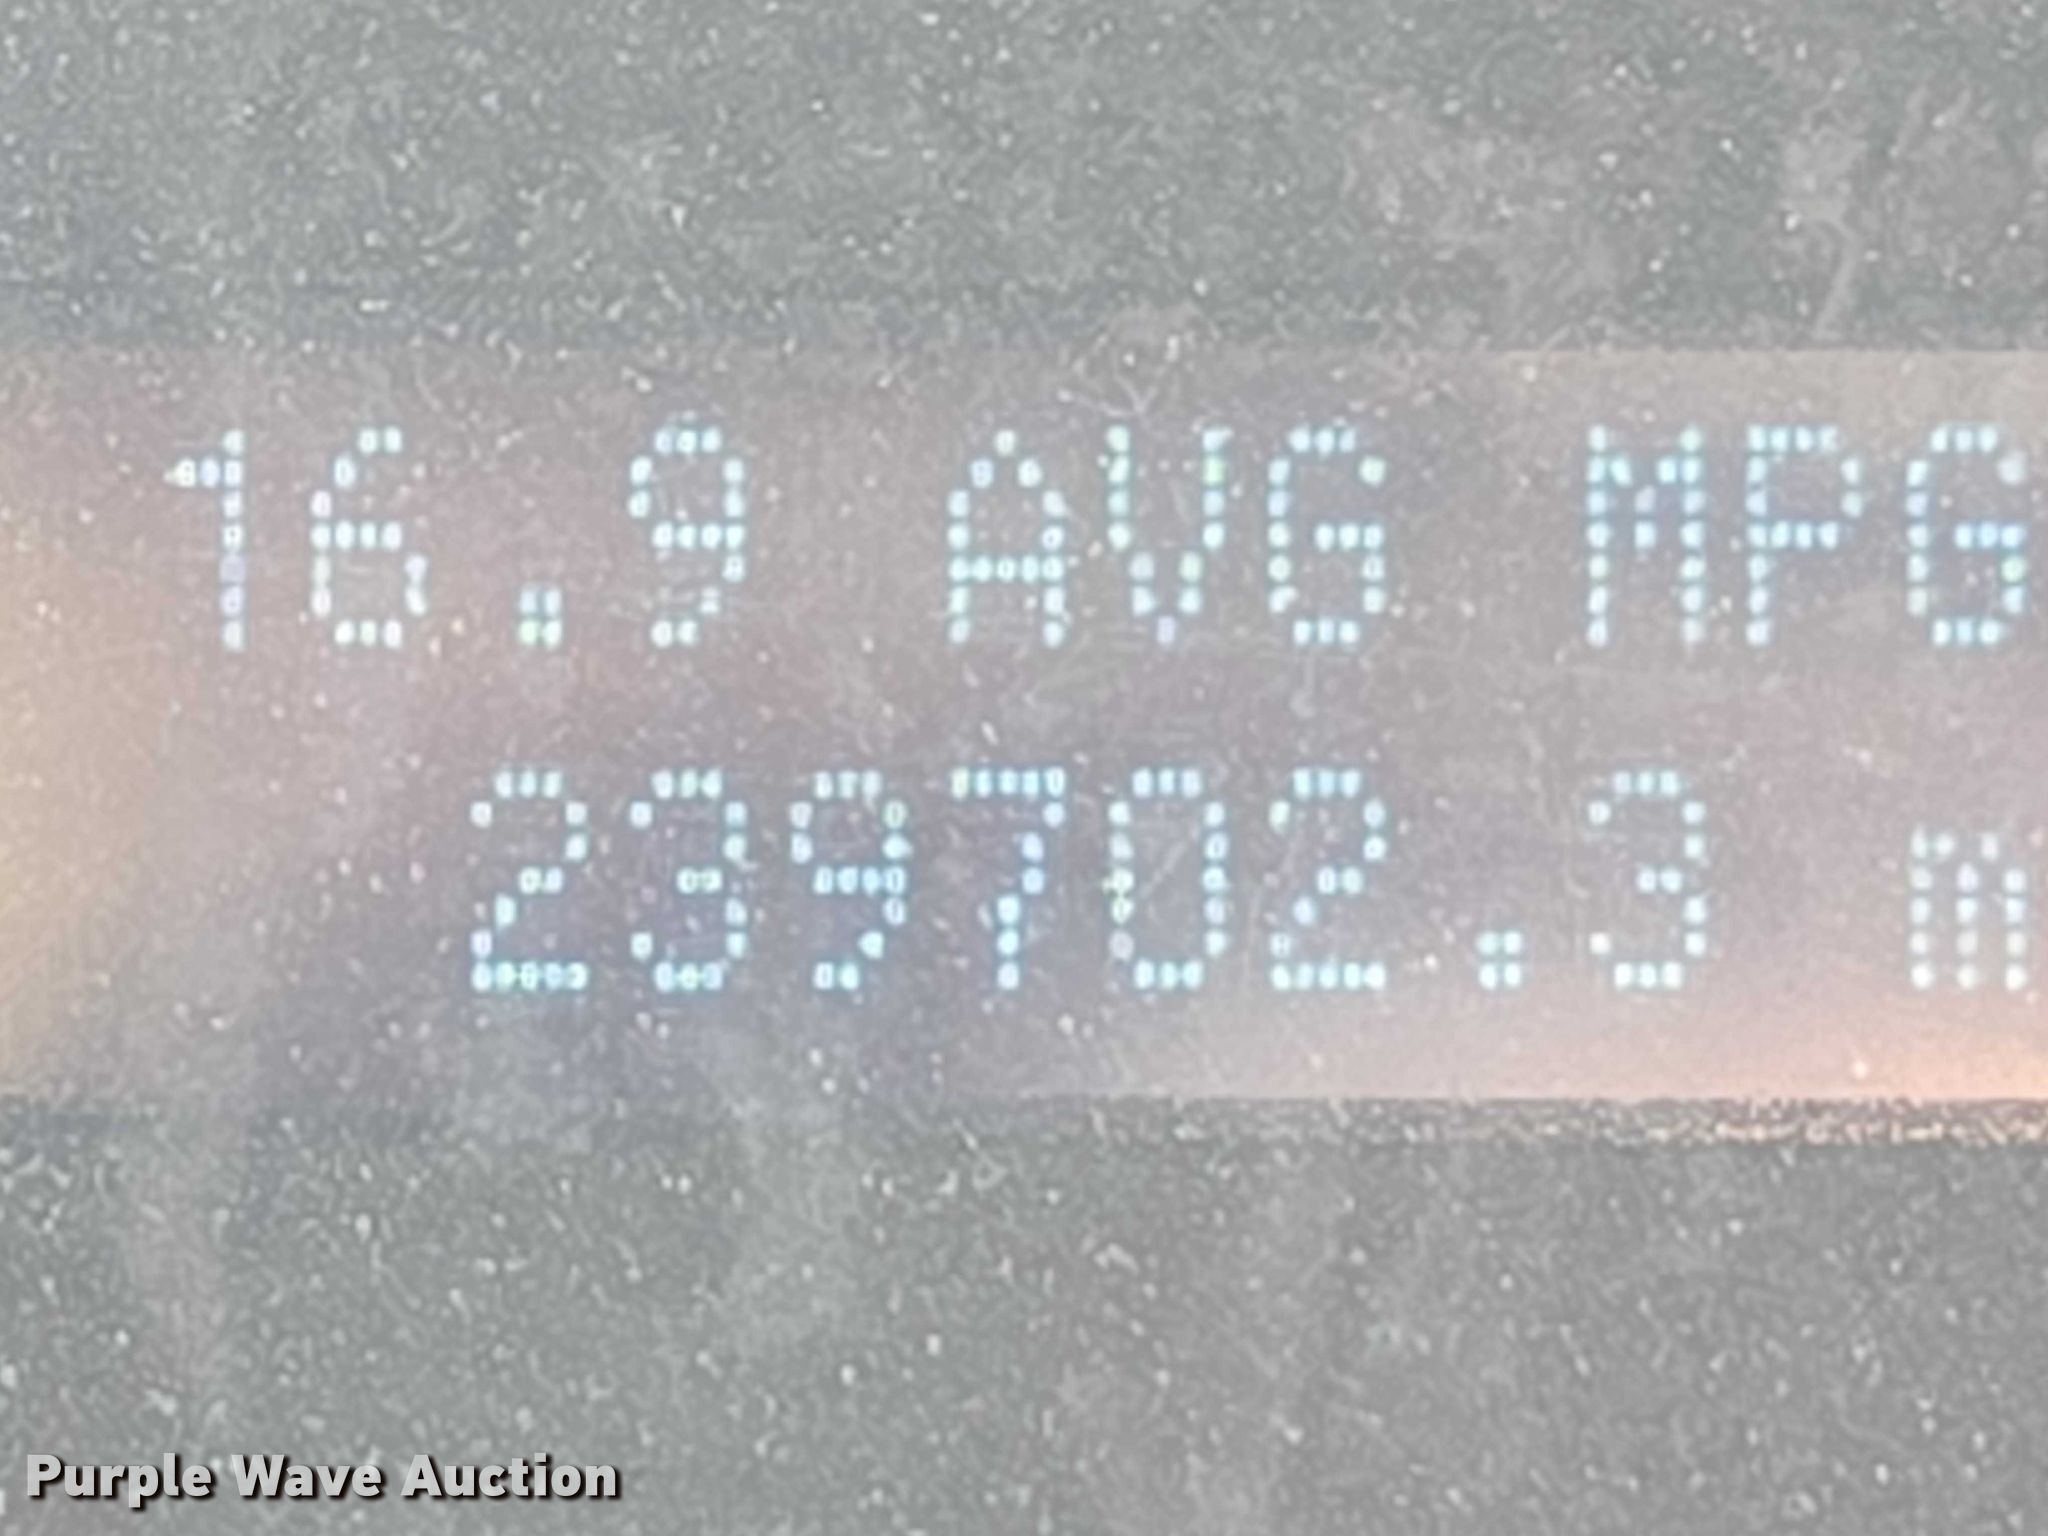 16.9 AVG MPG
239702.3 m
Purple Wave Auction